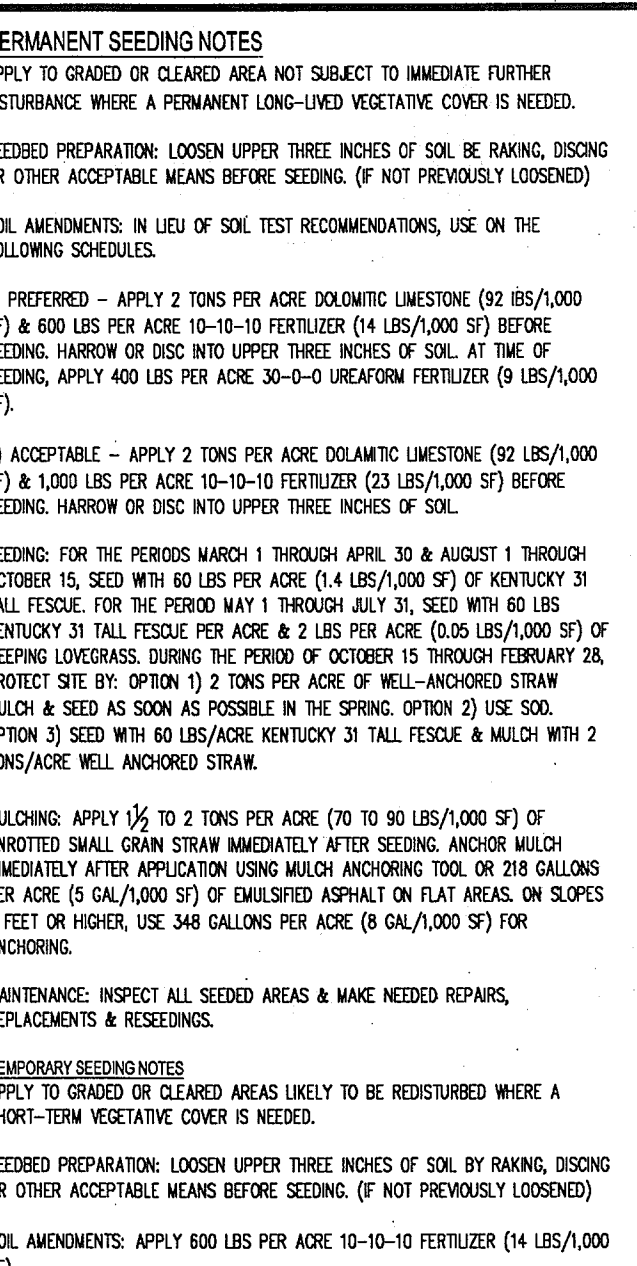 ERMANENT SEEDING NOTES
PPLY TO GRADED OR CLEARED AREA NOT SUBJECT TO IMMEDIATE FURTHER
ISTURBANCE WHERE A PERMANENT LONG-LIVED VEGETATIVE COVER IS NEEDED.
EEDBED PREPARATION: LOOSEN UPPER THREE INCHES OF SOIL BE RAKING, DISCING
R OTHER ACCEPTABLE MEANS BEFORE SEEDING. (IF NOT PREVIOUSLY LOOSENED)
OIL AMENDMENTS: IN LIEU OF SOIL TEST RECOMMENDATIONS, USE ON THE
OLLOWING SCHEDULES.
PREFERRED - APPLY 2 TONS PER ACRE DOLOMITIC LIMESTONE (92 lBS/1,000
F) & 600 LBS PER ACRE 10-10-10 FERTILIZER (14 LBS/1,000 SF) BEFORE
EEDING. HARROW OR DISC INTO UPPER THREE INCHES OF SOIL. AT TIME OF
EEDING, APPLY 400 LBS PER ACRE 30-0-0 UREAFORM FERTILIZER (9 LBS/1,000
F).
) ACCEPTABLE - APPLY 2 TONS PER ACRE DOLAMITIC LIMESTONE (92 LBS/1,000
F) & 1,000 LBS PER ACRE 10-10-10 FERTILIZER (23 LBS/1,000 SF) BEFORE
EEDING. HARROW OR DISC INTO UPPER THREE INCHES OF SOIL.
EEDING: FOR THE PERIODS MARCH 1 THROUGH APRIL 30 & AUGUST 1 THROUGH
CTOBER 15, SEED WITH 60 LBS PER ACRE (1.4 LBS/1,000 SF) OF KENTUCKY 31
ALL FESCUE. FOR THE PERIOD MAY 1 THROUGH JULY 31, SEED WITH 60 LBS
ENTUCKY 31 TALL FESCUE PER ACRE & 2 LBS PER ACRE (0.05 LBS/1,000 SF) OF
EEPING LOVEGRASS. DURING THE PERIOD OF OCTOBER 15 THROUGH FEBRUARY 28,
ROTECT SITE BY: OPTION 1) 2 TONS PER ACRE OF WELL-ANCHORED STRAW
ULCH & SEED AS SOON AS POSSIBLE IN THE SPRING. OPTION 2) USE SOD.
PTION 3) SEED WITH 60 LBS/ACRE KENTUCKY 31 TALL FESCUE & MULCH WITH 2
ONS/ACRE WELL ANCHORED STRAW.
ULCHING: APPLY 1½ TO 2 TONS PER ACRE (70 TO 90 LBS/1,000 SF) OF
NROTTED SMALL GRAIN STRAW IMMEDIATELY AFTER SEEDING. ANCHOR MULCH
MEDIATELY AFTER APPLICATION USING MULCH ANCHORING TOOL OR 218 GALLONS
ER ACRE (5 GAL/1,000 SF) OF EMULSIFIED ASPHALT ON FLAT AREAS. ON SLOPES
FEET OR HIGHER, USE 348 GALLONS PER ACRE (8 GAL/1,000 SF) FOR
NCHORING.
AINTENANCE: INSPECT ALL SEEDED AREAS & MAKE NEEDED REPAIRS,
EPLACEMENTS & RESEEDINGS.
EMPORARY SEEDING NOTES
PPLY TO GRADED OR CLEARED AREAS LIKELY TO BE REDISTURBED WHERE A
HORT-TERM VEGETATIVE COVER IS NEEDED.
EEDBED PREPARATION: LOOSEN UPPER THREE INCHES OF SOIL BY RAKING, DISCING
R OTHER ACCEPTABLE MEANS BEFORE SEEDING. (IF NOT PREVIOUSLY LOOSENED)
OIL AMENDMENTS: APPLY 600 LBS PER ACRE 10-10-10 FERTILIZER (14 LBS/1,000